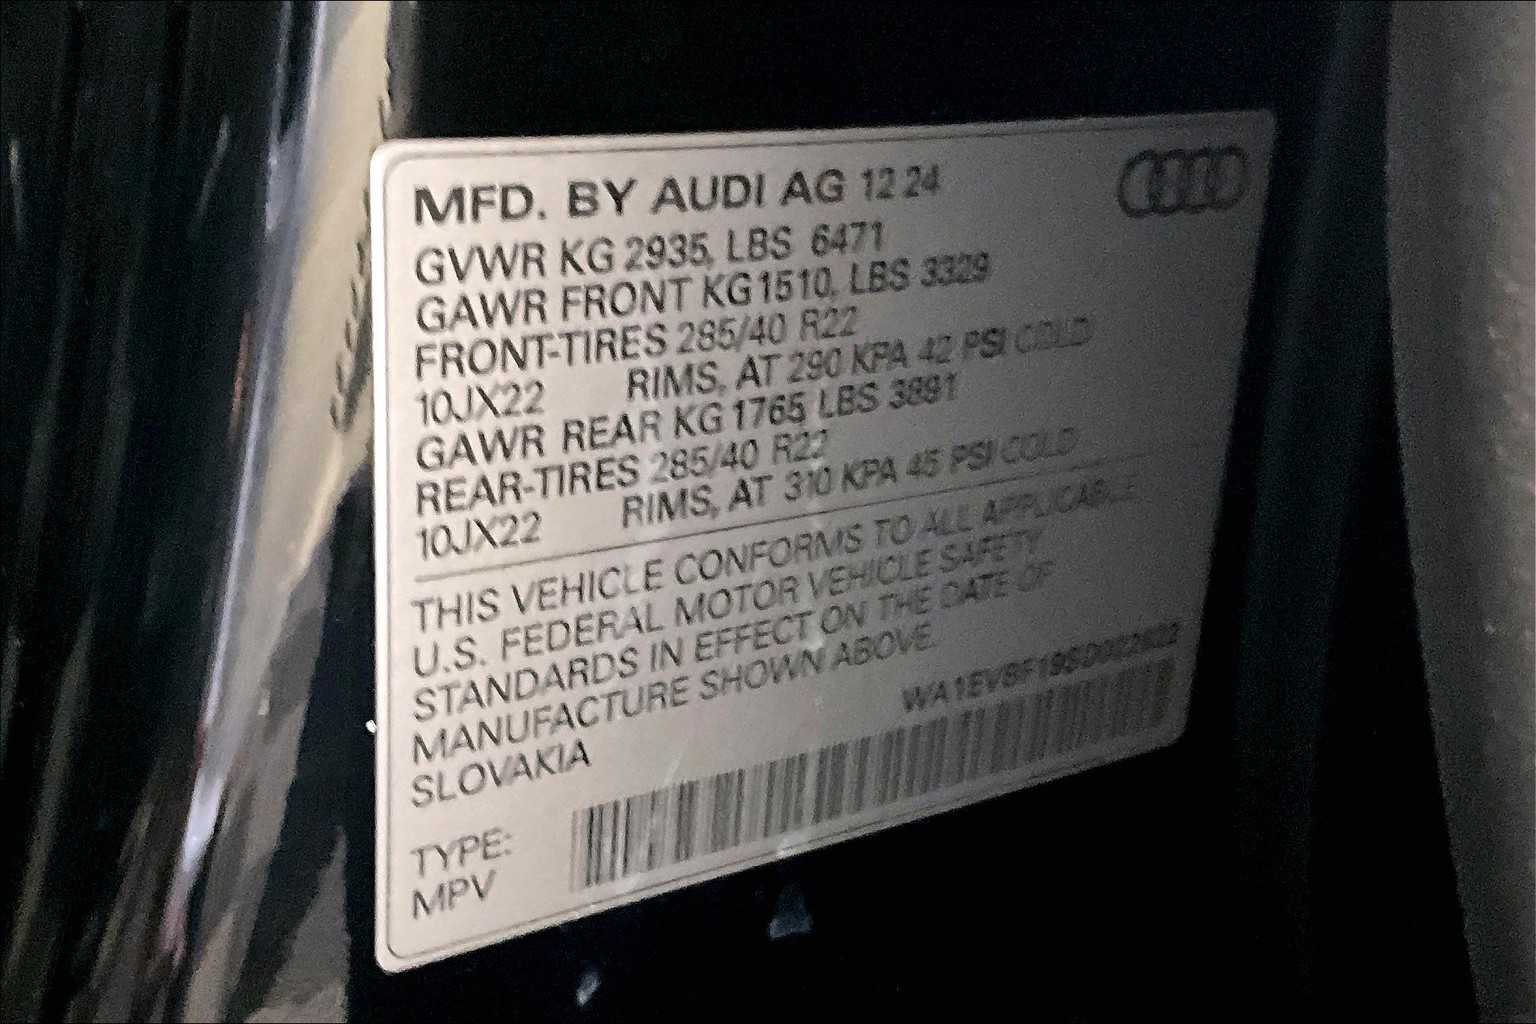 MFD. BY AUDI AG 12 24
GVWR KG 2935, LBS 6471
GAWR FRONT KG 1510, LBS 3329
FRONT-TIRES 285/40 R22
10JX22 RIMS, AT 290 KPA 42 PSI COLD
GAWR REAR KG 1765 LBS 3891
REAR-TIRES 285/40 R22
10JX22 RIMS, AT 310 KPA 45 PSI COLD
THIS VEHICLE CONFORMS TO ALL APPLICABLE
U.S. FEDERAL MOTOR VEHICLE SAFETY
STANDARDS IN EFFECT ON THE DATE OF
MANUFACTURE SHOWN ABOVE.
SLOVAKIA
TYPE:
MPV